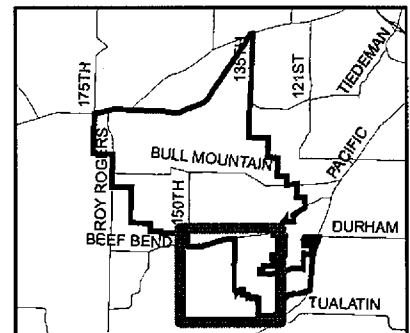 175TH
135TH
121ST
TIEDEMAN
ROY ROGERS
BULL MOUNTAIN
PACIFIC
150TH
BEEF BEND
DURHAM
TUALATIN